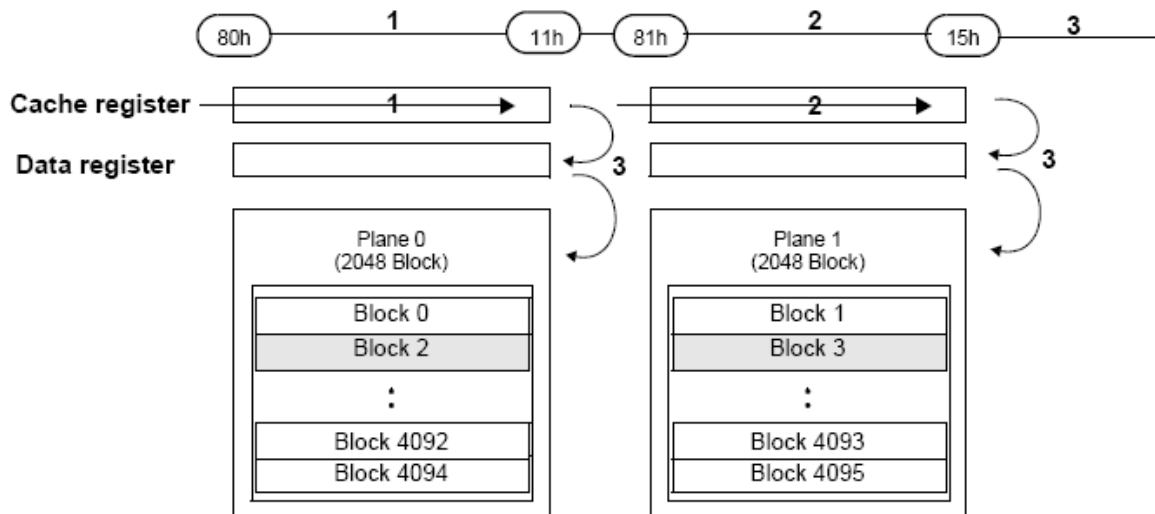 1 2 3
80h 11h 81h 15h
Cache register 1 2
Data register 3 3
Plane 0
(2048 Block)
Block 0
Block 2
:
Block 4092
Block 4094
Plane 1
(2048 Block)
Block 1
Block 3
:
Block 4093
Block 4095